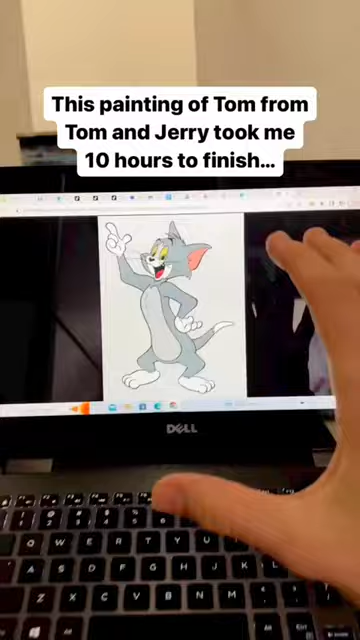 This painting of Tom from
Tom and Jerry took me
10 hours to finish...
DELL
Q W E R T Y U
A S D F G H J K L
Z X C V B N M